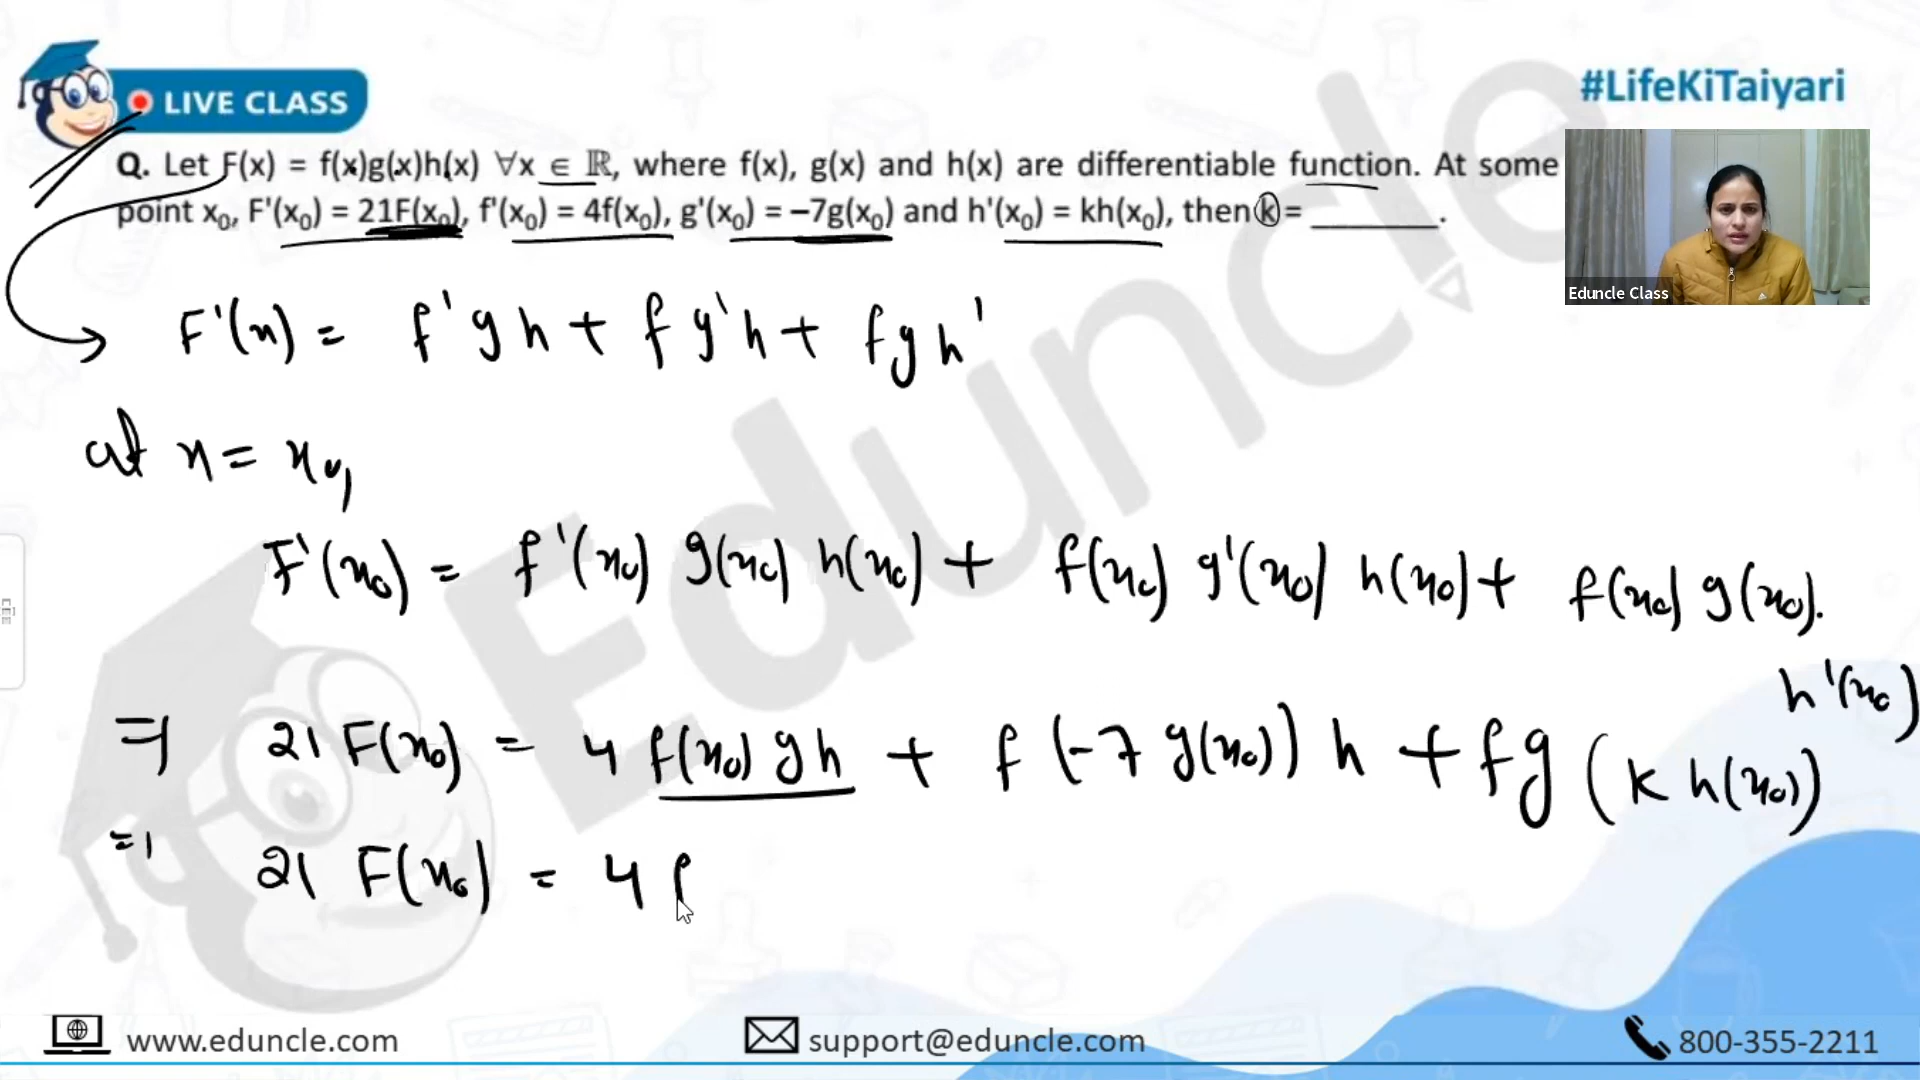 LIVE CLASS
#LifeKiTaiyari
Q. Let F(x) = f(x)g(x)h(x) ∀x ∈ ℝ, where f(x), g(x) and h(x) are differentiable function. At some
point x₀, F'(x₀) = 21F(x₀), f'(x₀) = 4f(x₀), g'(x₀) = −7g(x₀) and h'(x₀) = kh(x₀), then k = ________.
Eduncle Class
F'(x) = f'gh + fg'h + fgh'
at x = x₀,
F'(x₀) = f'(x₀) g(x₀) h(x₀) + f(x₀) g'(x₀) h(x₀) + f(x₀) g(x₀).
h'(x₀)
⇒ 21 F(x₀) = 4 f(x₀) gh + f (-7 g(x₀)) h + fg (k h(x₀))
⇒ 21 F(x₀) = 4 f
Eduncle
www.eduncle.com
support@eduncle.com
800-355-2211